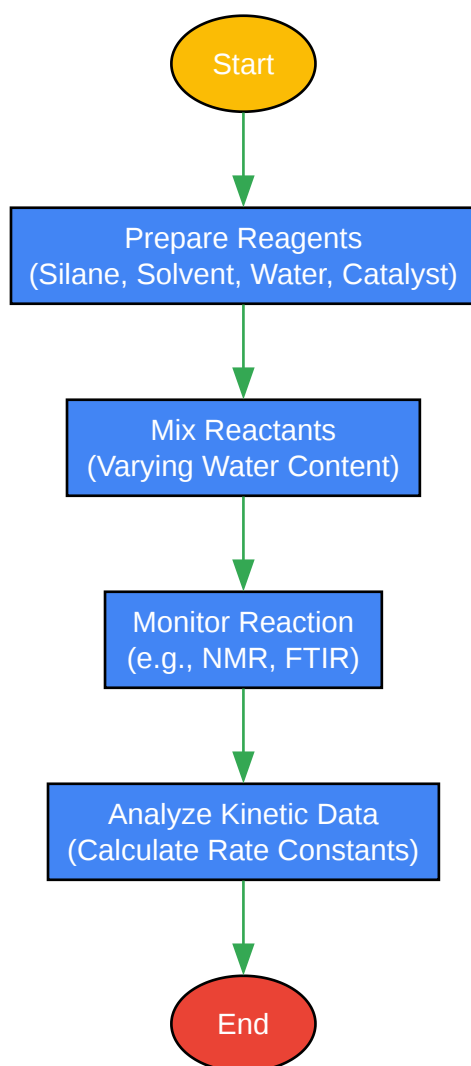 Start
Prepare Reagents
(Silane, Solvent, Water, Catalyst)
Mix Reactants
(Varying Water Content)
Monitor Reaction
(e.g., NMR, FTIR)
Analyze Kinetic Data
(Calculate Rate Constants)
End